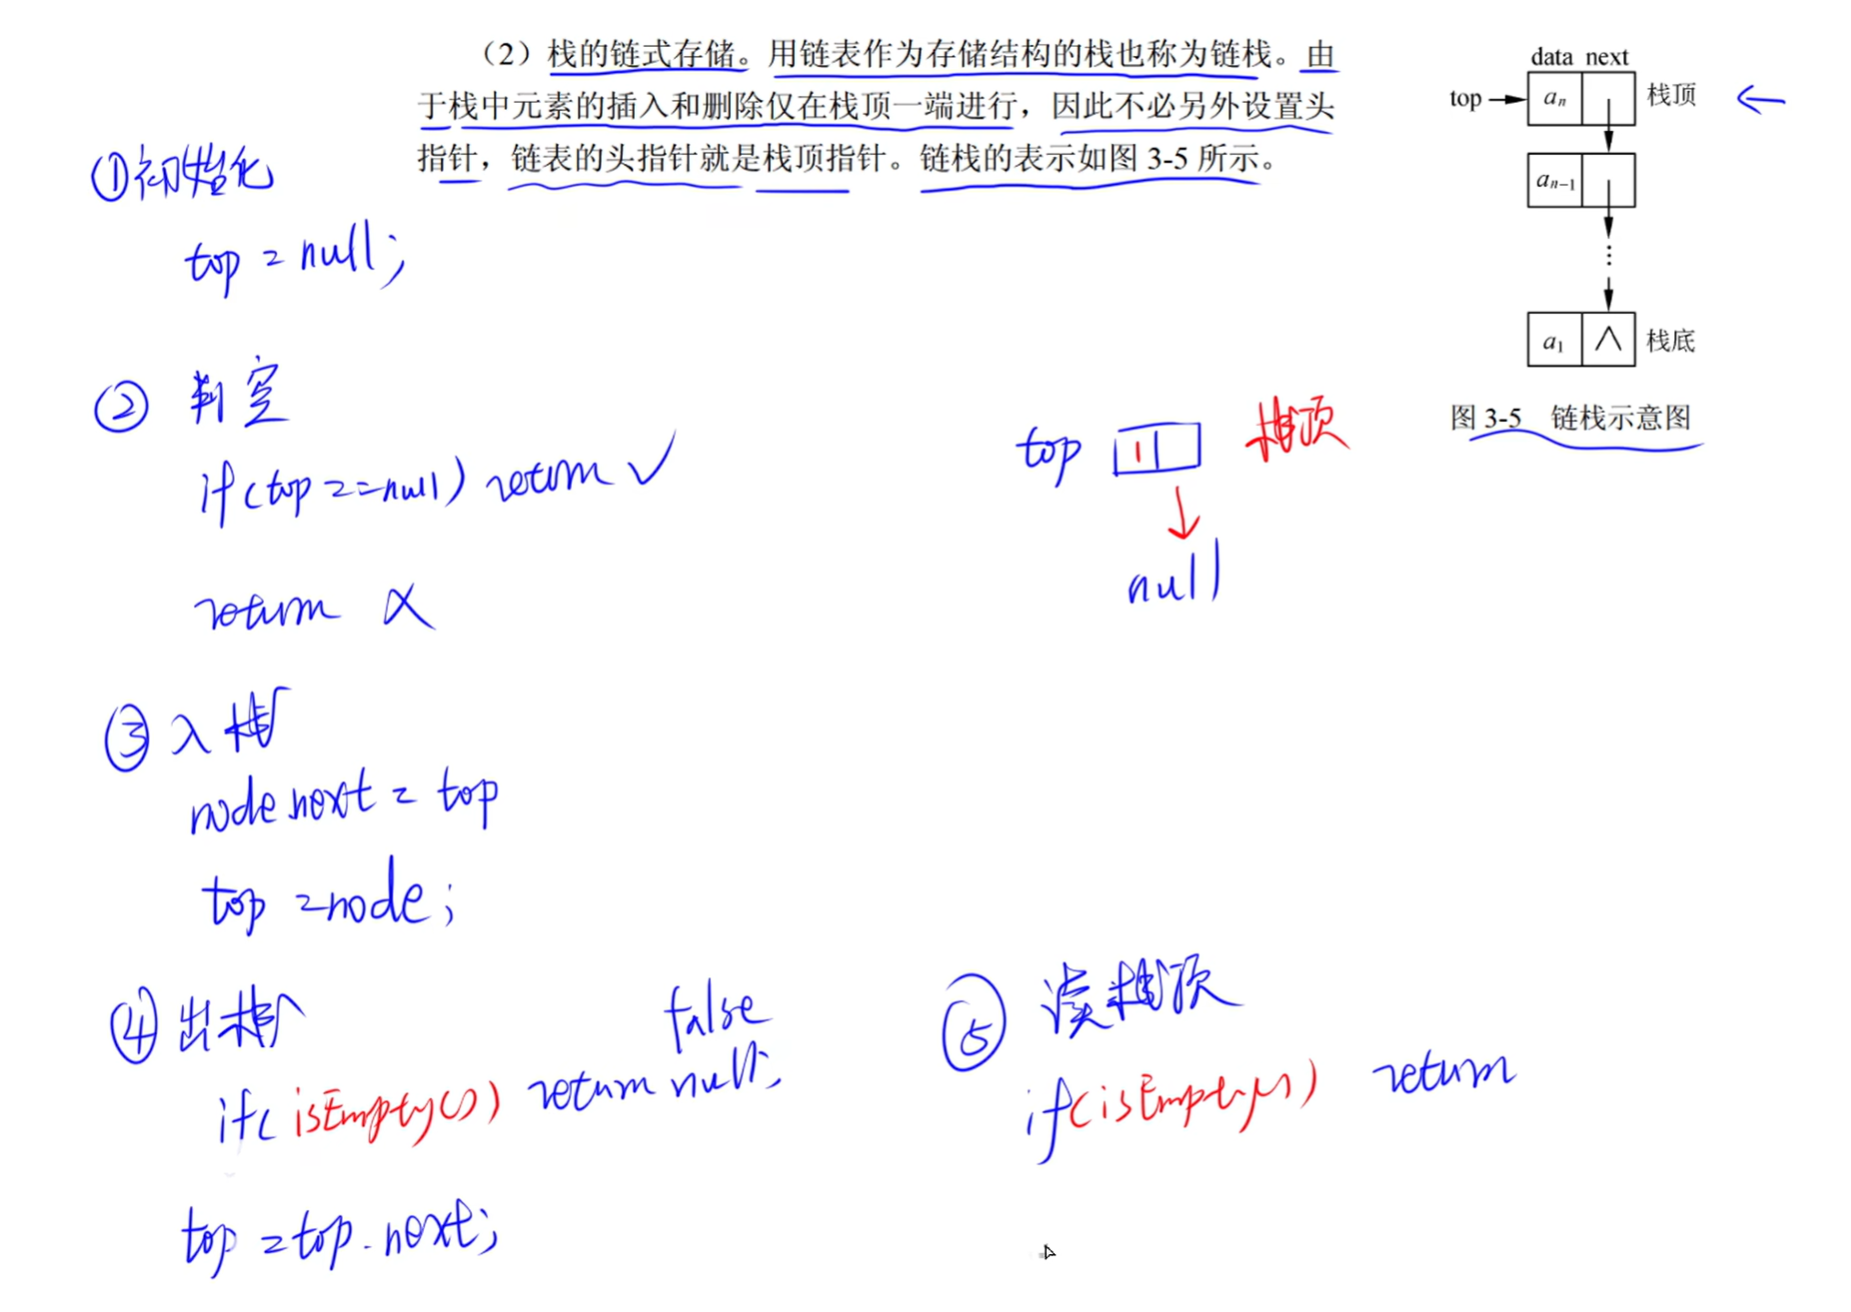 （2）栈的链式存储。用链表作为存储结构的栈也称为链栈。由
于栈中元素的插入和删除仅在栈顶一端进行，因此不必另外设置头
指针，链表的头指针就是栈顶指针。链栈的表示如图 3-5 所示。
data next
top aₙ 栈顶
aₙ₋₁
⋮
a₁ ∧ 栈底
图 3-5 链栈示意图
①初始化
top = null;
② 判空
if(top == null) return ✓
return ✗
top 1 栈顶
null
③入栈
node next = top
top = node;
④出栈
false
if( isEmpty()) return null;
top = top.next;
⑤ 读栈顶
if(isEmpty()) return